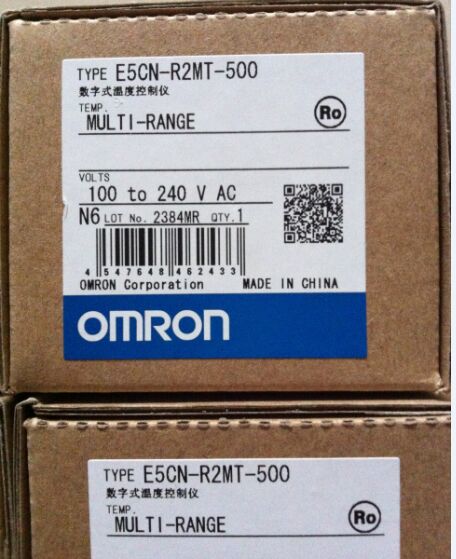 TYPE E5CN-R2MT-500
数字式温度控制仪
TEMP.
MULTI-RANGE
Ro
VOLTS
100 to 240 V AC
N6 LOT No. 2384MR QTY.1
4 547648 462433
OMRON Corporation MADE IN CHINA
OMRON
TYPE E5CN-R2MT-500
数字式温度控制仪
TEMP.
MULTI-RANGE
Ro